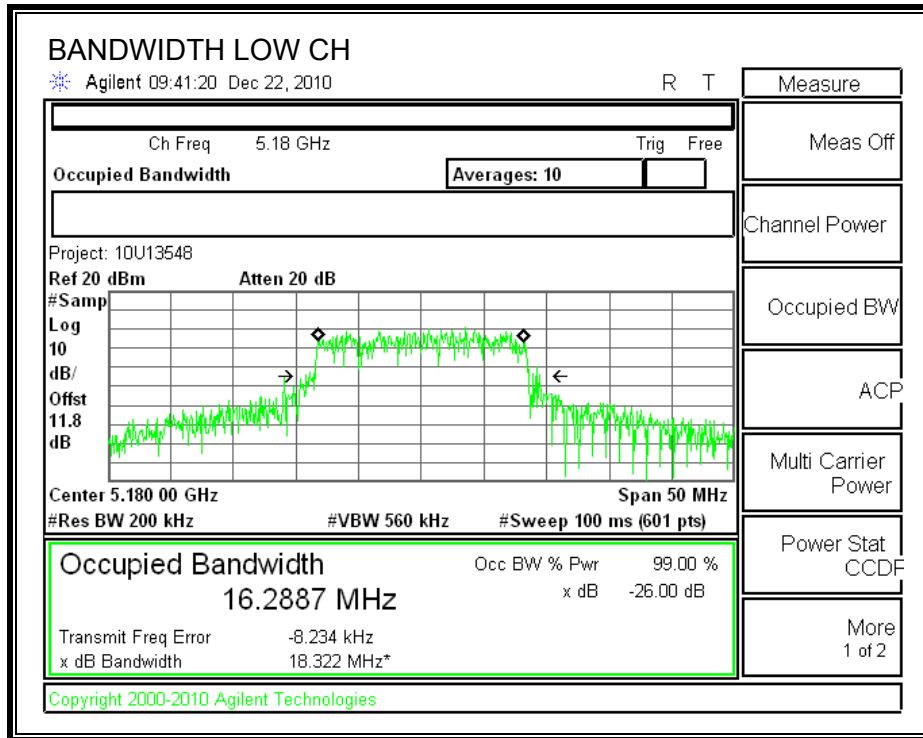 BANDWIDTH LOW CH
Agilent 09:41:20 Dec 22, 2010 R T
Measure
Ch Freq 5.18 GHz Trig Free
Meas Off
Occupied Bandwidth Averages: 10
Channel Power
Project: 10U13548
Ref 20 dBm Atten 20 dB
#Samp
Log
10
dB/
Offst
11.8
dB
Occupied BW
ACP
Multi Carrier
Power
Center 5.180 00 GHz Span 50 MHz
#Res BW 200 kHz #VBW 560 kHz #Sweep 100 ms (601 pts)
Power Stat
CCDF
Occupied Bandwidth Occ BW % Pwr 99.00 %
16.2887 MHz x dB -26.00 dB
Transmit Freq Error -8.234 kHz
x dB Bandwidth 18.322 MHz*
More
1 of 2
Copyright 2000-2010 Agilent Technologies